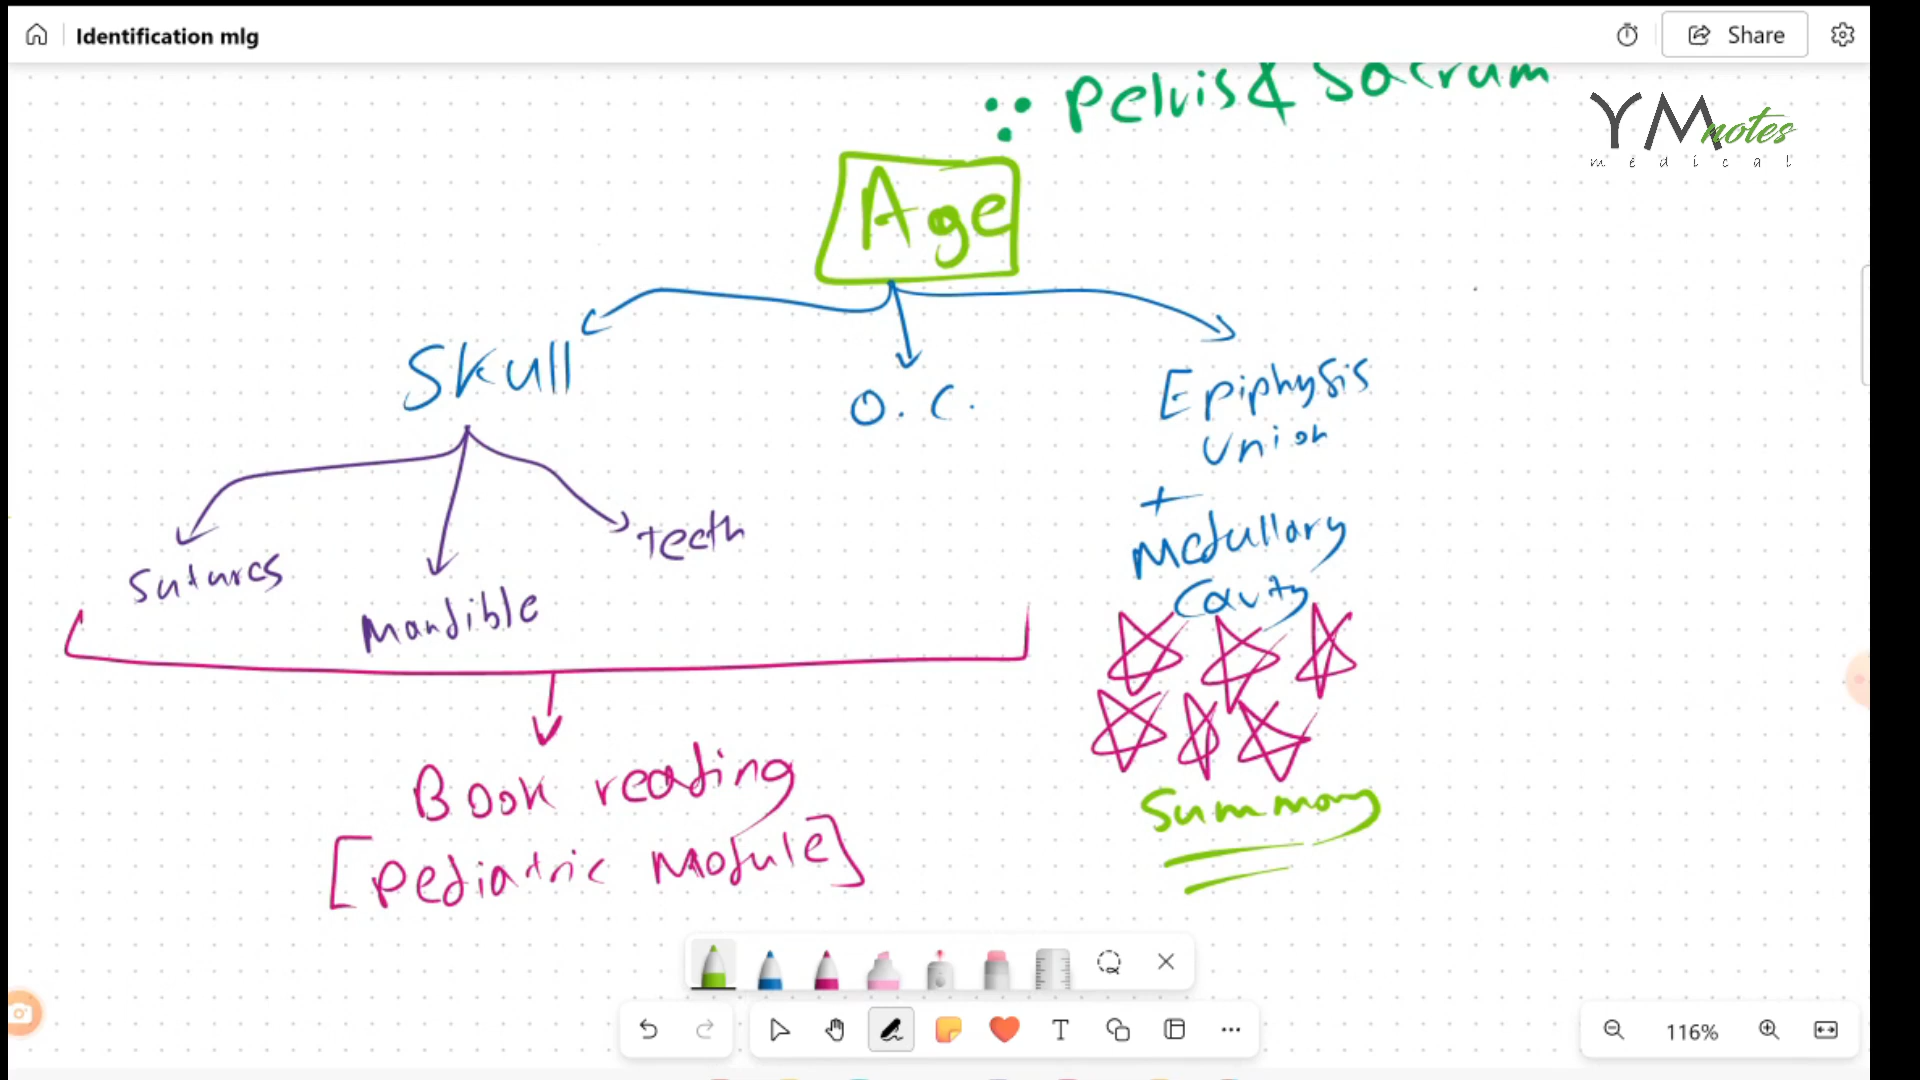 Identification mlg
Share
Pelvis & Sacrum
YM notes
medical
Age
Skull
O.C.
Epiphysis
union
+
Medullary
Cavity
Sutures
Mandible
teeth
Book reading
[Pediatric Module]
Summary
T
116%